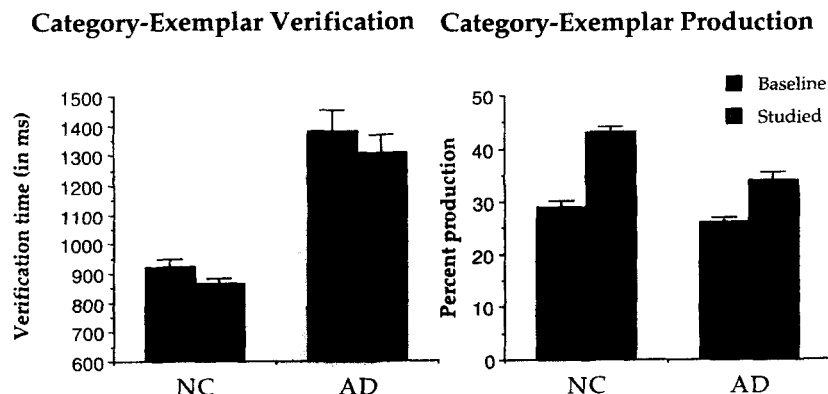 Category-Exemplar Verification
Category-Exemplar Production
Verification time (in ms)
1500
1400
1300
1200
1100
1000
900
800
700
600
NC
AD
Percent production
50
40
30
20
10
0
NC
AD
Baseline
Studied